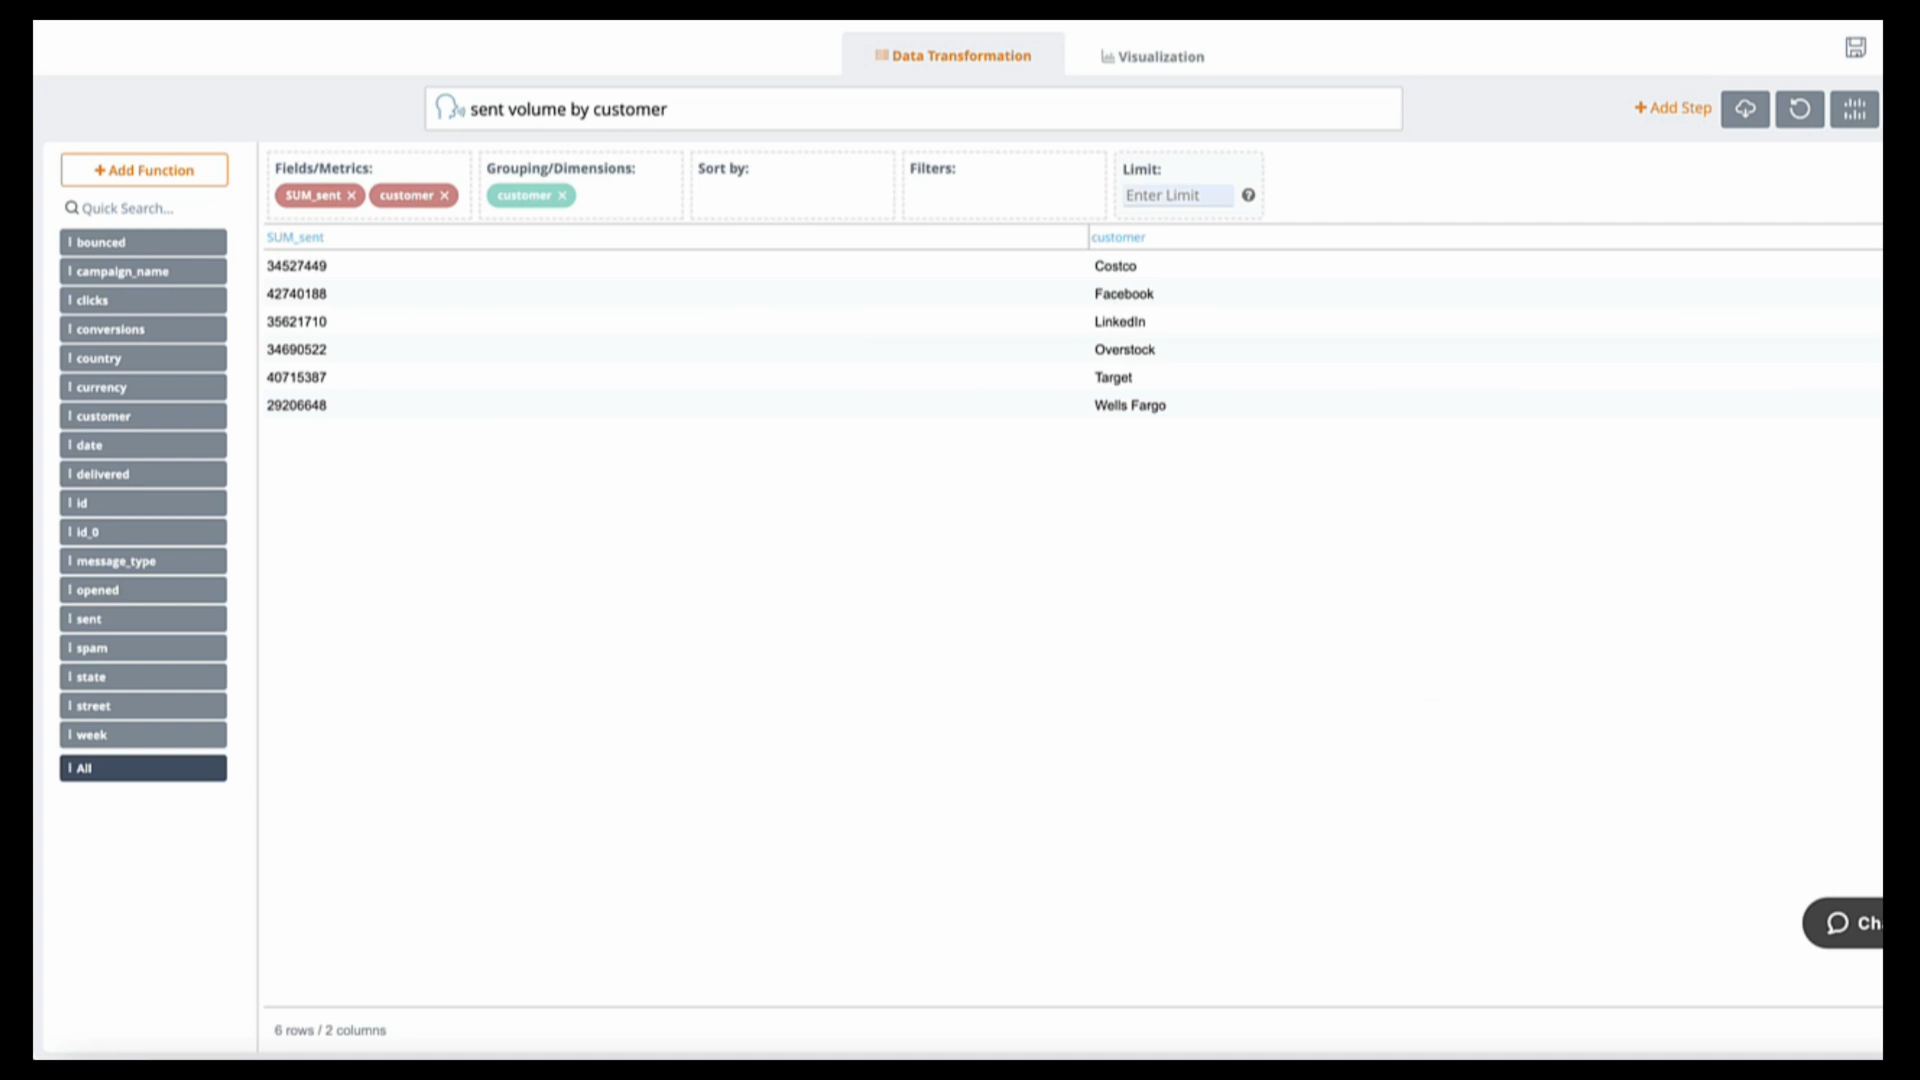 Data Transformation
Visualization
sent volume by customer
+ Add Step
+ Add Function
Quick Search...
bounced
campaign_name
clicks
conversions
country
currency
customer
date
delivered
id
id_0
message_type
opened
sent
spam
state
street
week
All
Fields/Metrics:
SUM_sent × customer ×
Grouping/Dimensions:
customer ×
Sort by:
Filters:
Limit:
Enter Limit ?
SUM_sent customer
34527449 Costco
42740188 Facebook
35621710 LinkedIn
34690522 Overstock
40715387 Target
29206648 Wells Fargo
6 rows / 2 columns